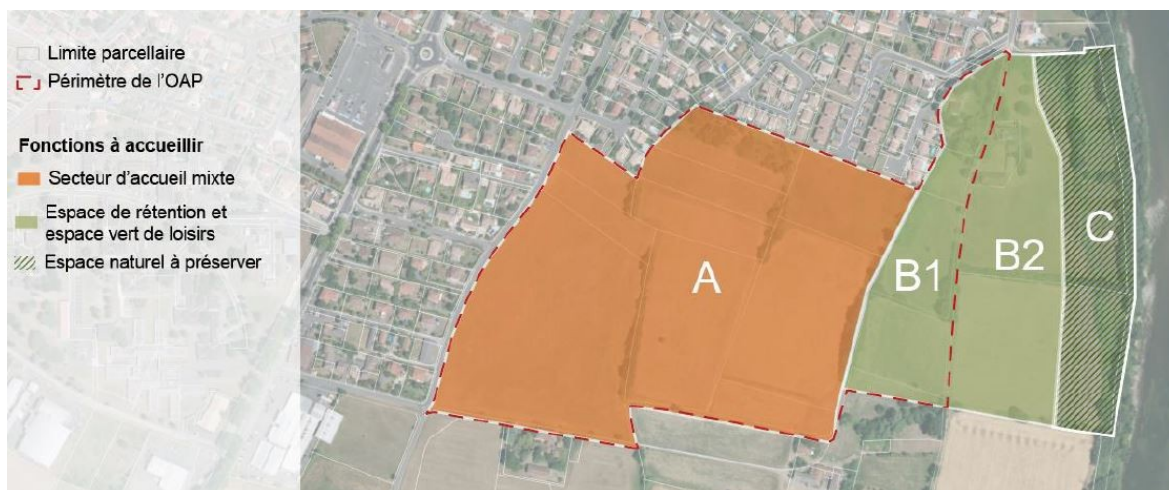 Limite parcellaire
Périmètre de l'OAP
Fonctions à accueillir
Secteur d'accueil mixte
Espace de rétention et
espace vert de loisirs
Espace naturel à préserver
A
B1
B2
C